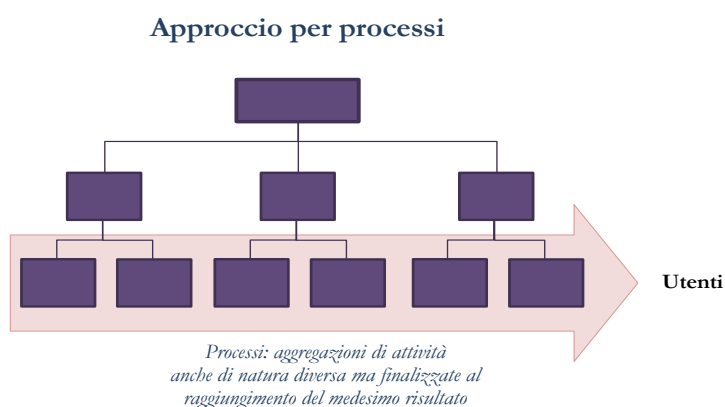 Approccio per processi
Utenti
Processi: aggregazioni di attività
anche di natura diversa ma finalizzate al
raggiungimento del medesimo risultato